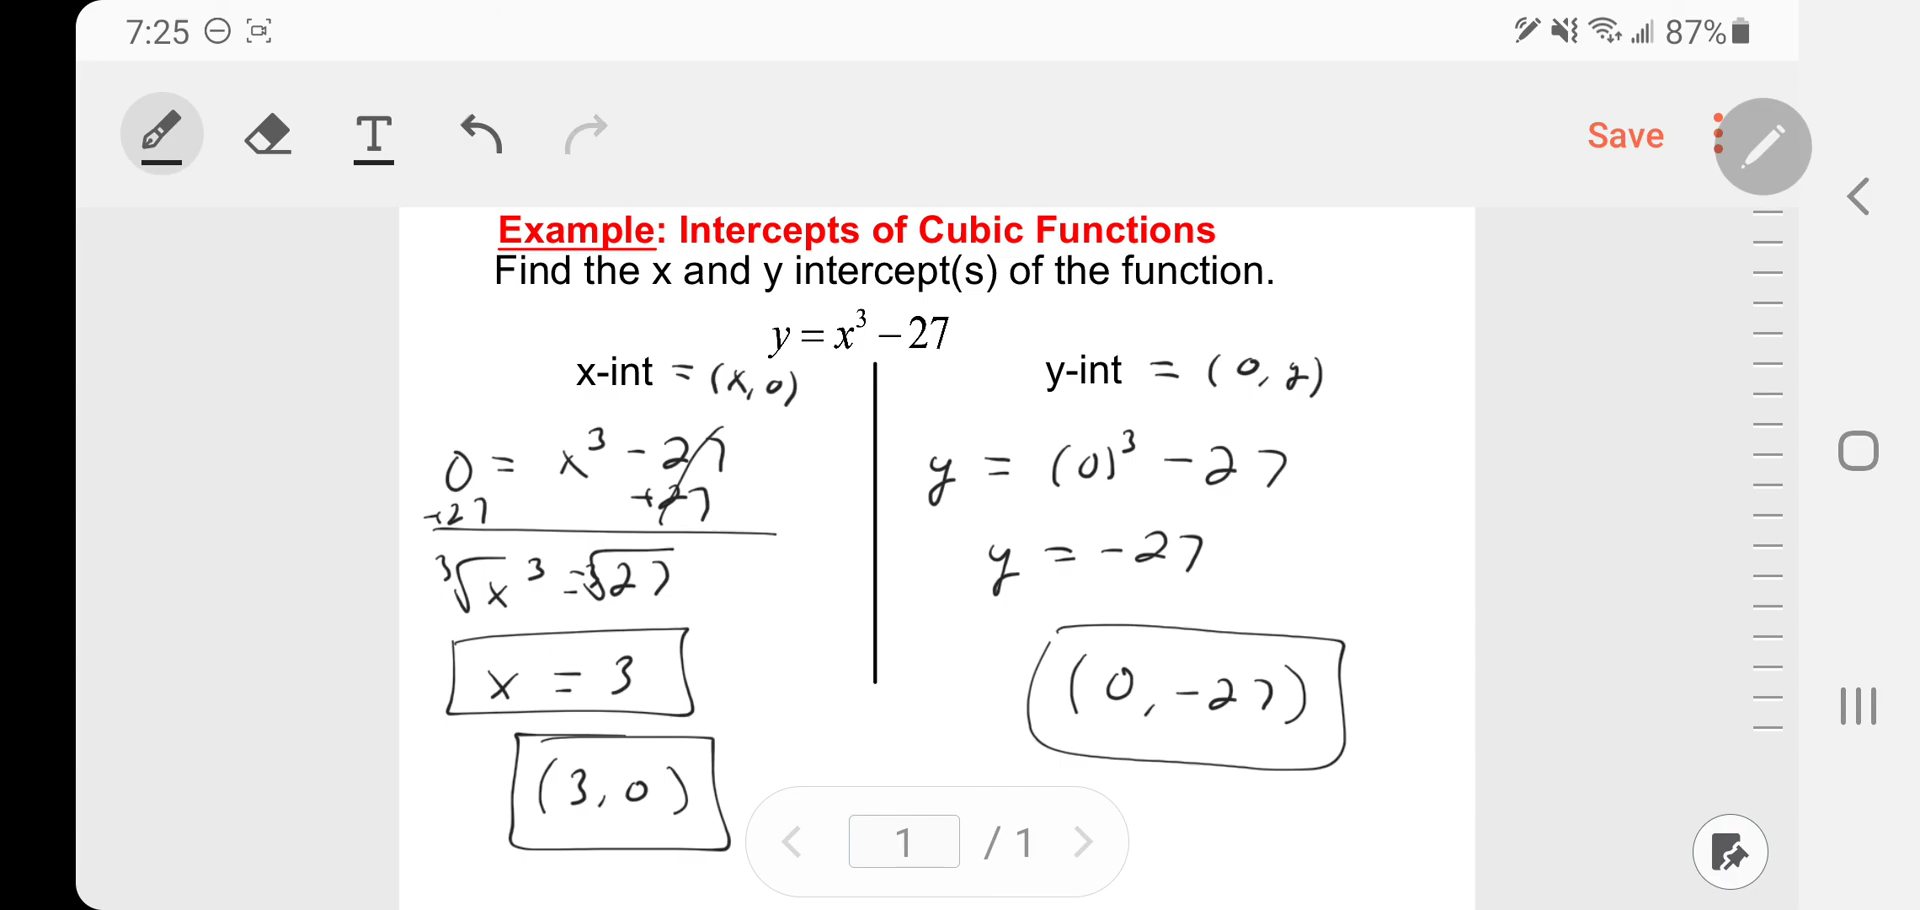 7:25
87%
T
Save
Example: Intercepts of Cubic Functions
Find the x and y intercept(s) of the function.
y = x³ − 27
x-int = (x, 0)
0 = x³ - 27
+27 +27
³√x³ = ³√27
x = 3
(3, 0)
y-int = (0, y)
y = (0)³ - 27
y = -27
(0, -27)
1 / 1